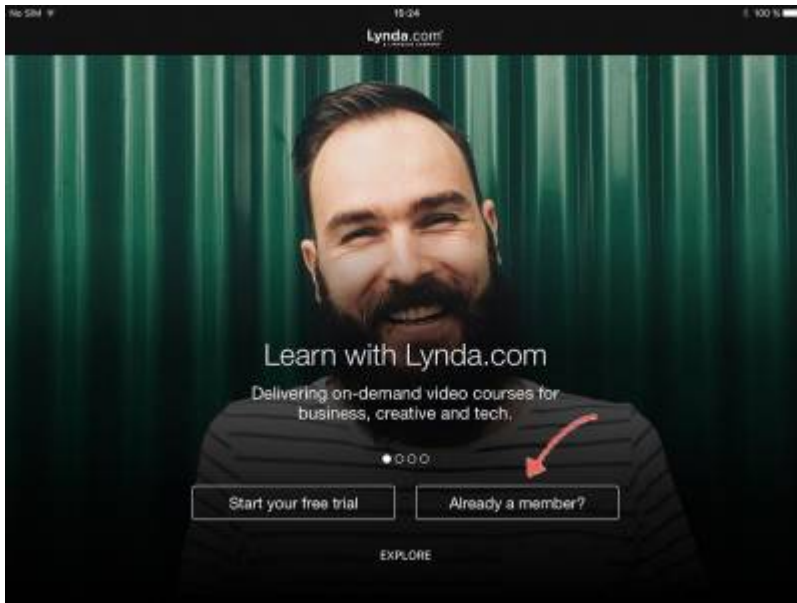 No SIM
15:24
100 %
Lynda.com
Learn with Lynda.com
Delivering on-demand video courses for
business, creative and tech.
Start your free trial
Already a member?
EXPLORE